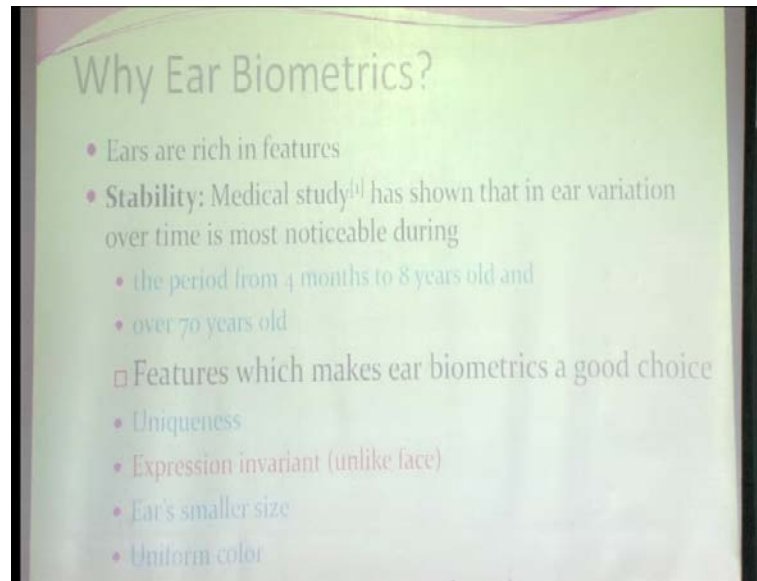 Why Ear Biometrics?
• Ears are rich in features
• Stability: Medical study[1] has shown that in ear variation
over time is most noticeable during
• the period from 4 months to 8 years old and
• over 70 years old
□ Features which makes ear biometrics a good choice
• Uniqueness
• Expression invariant (unlike face)
• Ear's smaller size
• Uniform color